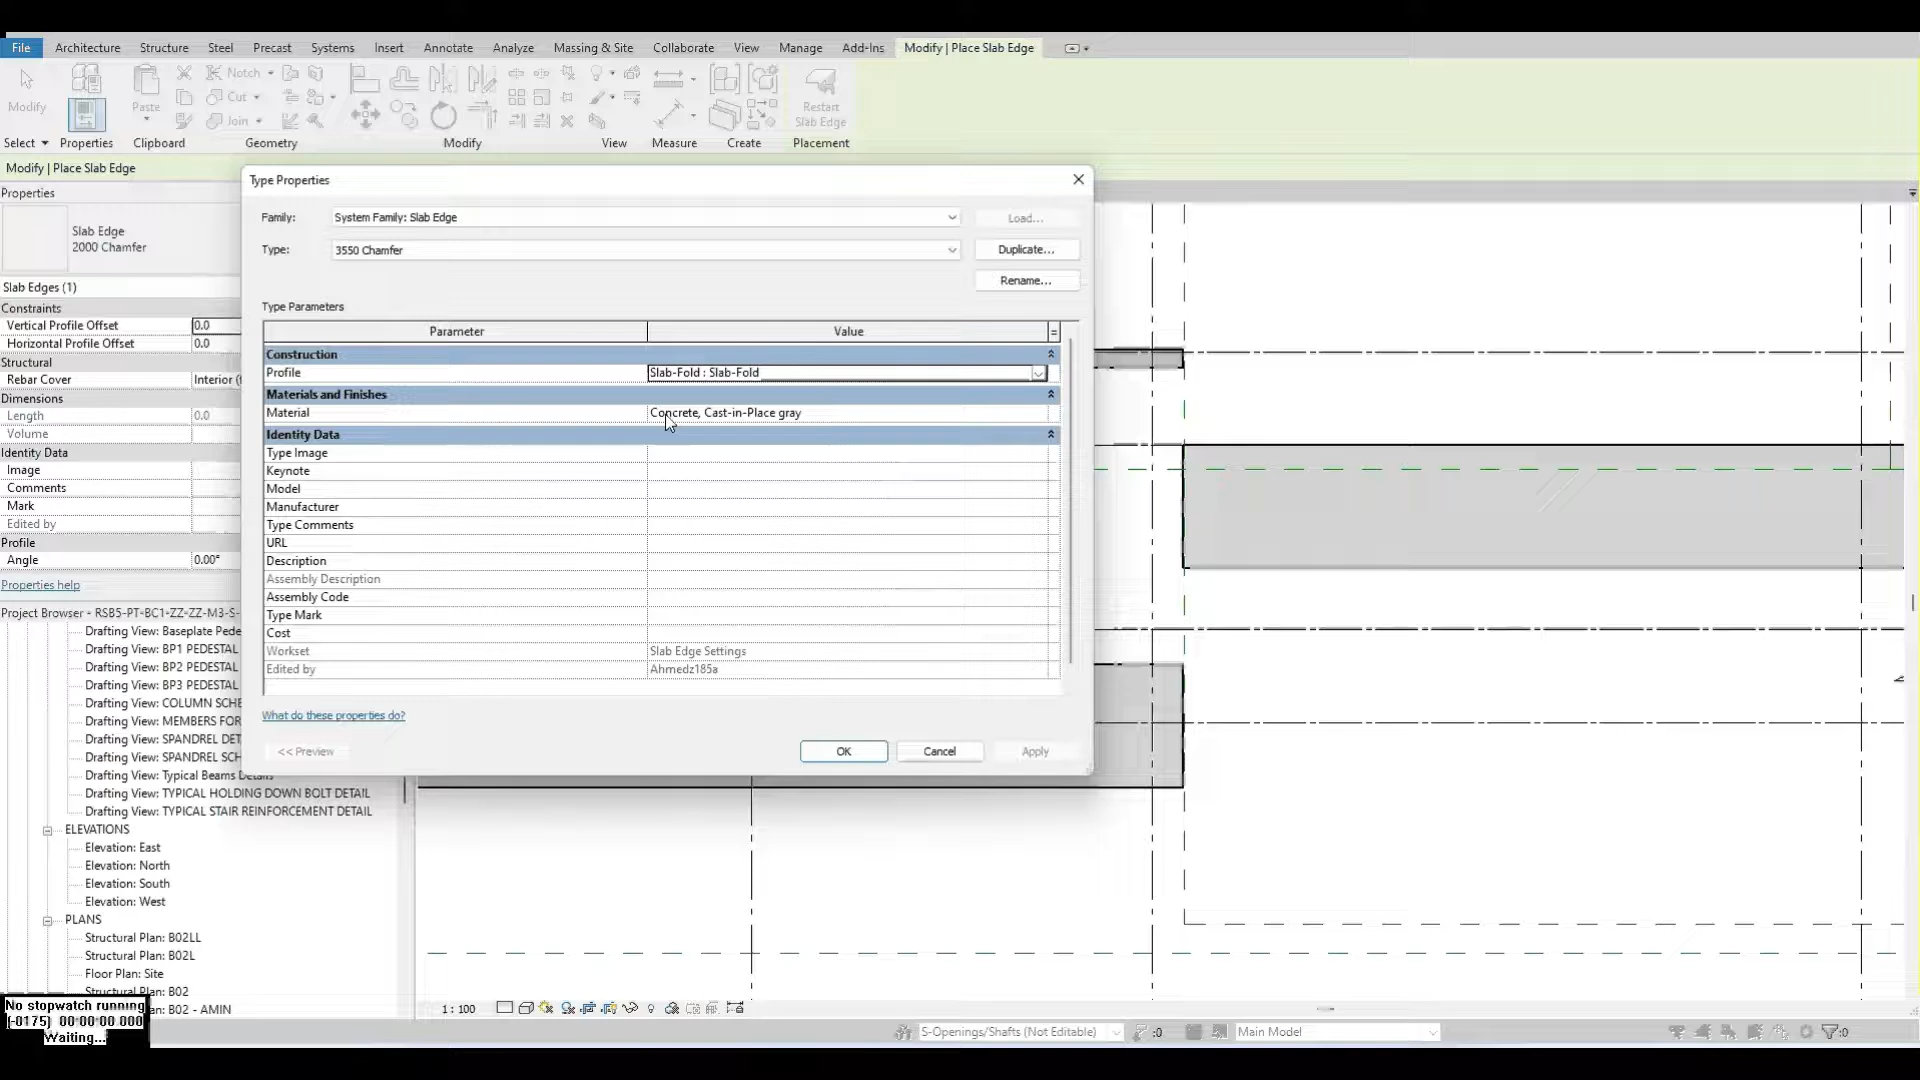 File Architecture Structure Steel Precast Systems Insert Annotate Analyze Massing & Site Collaborate View Manage Add-Ins Modify | Place Slab Edge
Modify Paste Notch Cut Join Restart Slab Edge
Select Properties Clipboard Geometry Modify View Measure Create Placement
Modify | Place Slab Edge
Properties
Slab Edge
2000 Chamfer
Slab Edges (1)
Constraints
Vertical Profile Offset 0.0
Horizontal Profile Offset 0.0
Structural
Rebar Cover Interior (
Dimensions
Length 0.0
Volume
Identity Data
Image
Comments
Mark
Edited by
Profile
Angle 0.00°
Properties help
Type Properties
Family: System Family: Slab Edge Load...
Type: 3550 Chamfer Duplicate...
Rename...
Type Parameters
Parameter Value =
Construction
Profile Slab-Fold : Slab-Fold
Materials and Finishes
Material Concrete, Cast-in-Place gray
Identity Data
Type Image
Keynote
Model
Manufacturer
Type Comments
URL
Description
Assembly Description
Assembly Code
Type Mark
Cost
Workset Slab Edge Settings
Edited by Ahmedz185a
What do these properties do?
<< Preview OK Cancel Apply
Project Browser - RSB5-PT-BC1-ZZ-ZZ-M3-S-
Drafting View: Baseplate Pede
Drafting View: BP1 PEDESTAL
Drafting View: BP2 PEDESTAL
Drafting View: BP3 PEDESTAL
Drafting View: COLUMN SCHE
Drafting View: MEMBERS FOR
Drafting View: SPANDREL DET
Drafting View: SPANDREL SCH
Drafting View: Typical Beams Details
Drafting View: TYPICAL HOLDING DOWN BOLT DETAIL
Drafting View: TYPICAL STAIR REINFORCEMENT DETAIL
ELEVATIONS
Elevation: East
Elevation: North
Elevation: South
Elevation: West
PLANS
Structural Plan: B02LL
Structural Plan: B02L
Floor Plan: Site
Structural Plan: B02
n: B02 - AMIN
No stopwatch running
(-0175) 00:00:00.000
Waiting...
1 : 100
S-Openings/Shafts (Not Editable) :0 Main Model :0